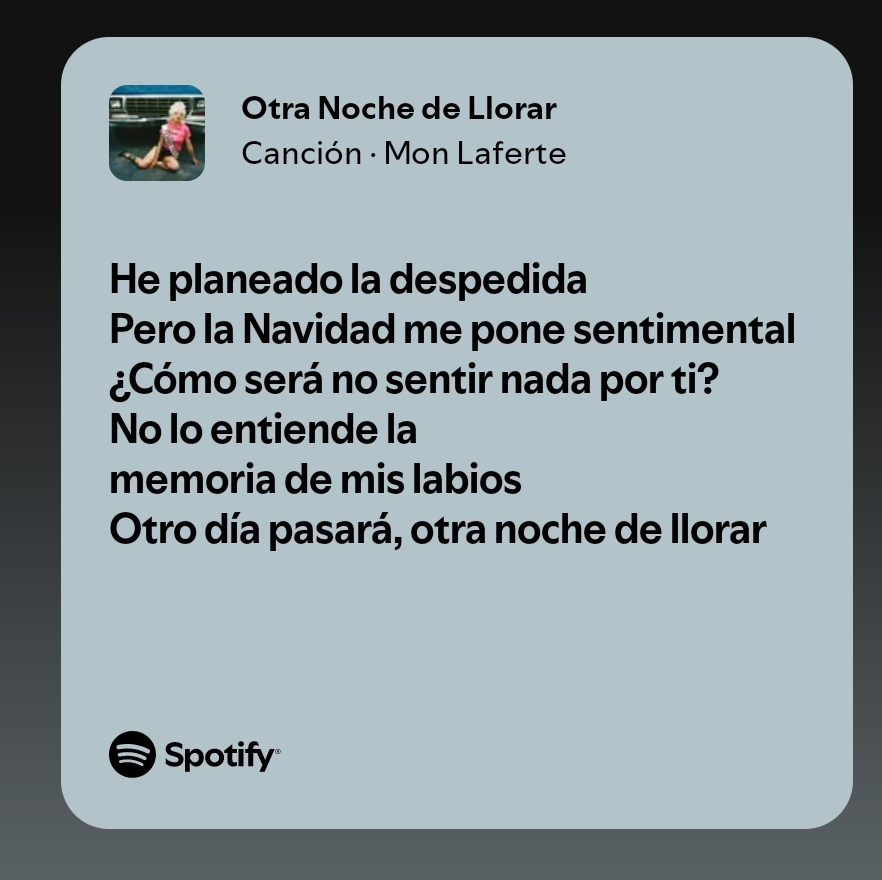 Otra Noche de Llorar
Canción · Mon Laferte
He planeado la despedida
Pero la Navidad me pone sentimental
¿Cómo será no sentir nada por ti?
No lo entiende la
memoria de mis labios
Otro día pasará, otra noche de llorar
Spotify®